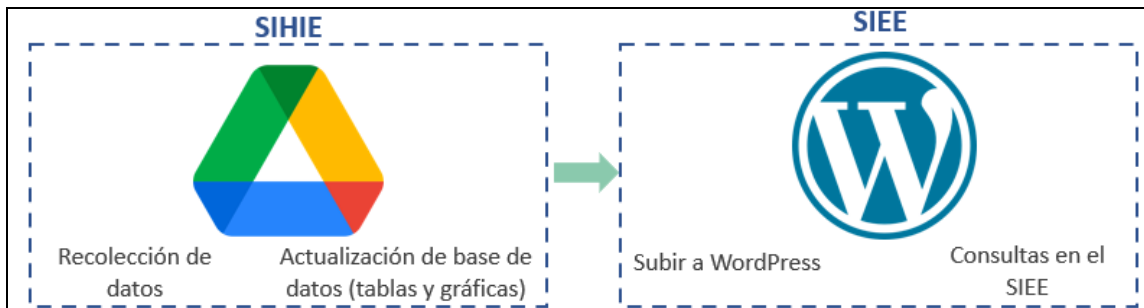 SIHIE
Recolección de
datos
Actualización de base de
datos (tablas y gráficas)
SIEE
Subir a WordPress
Consultas en el
SIEE